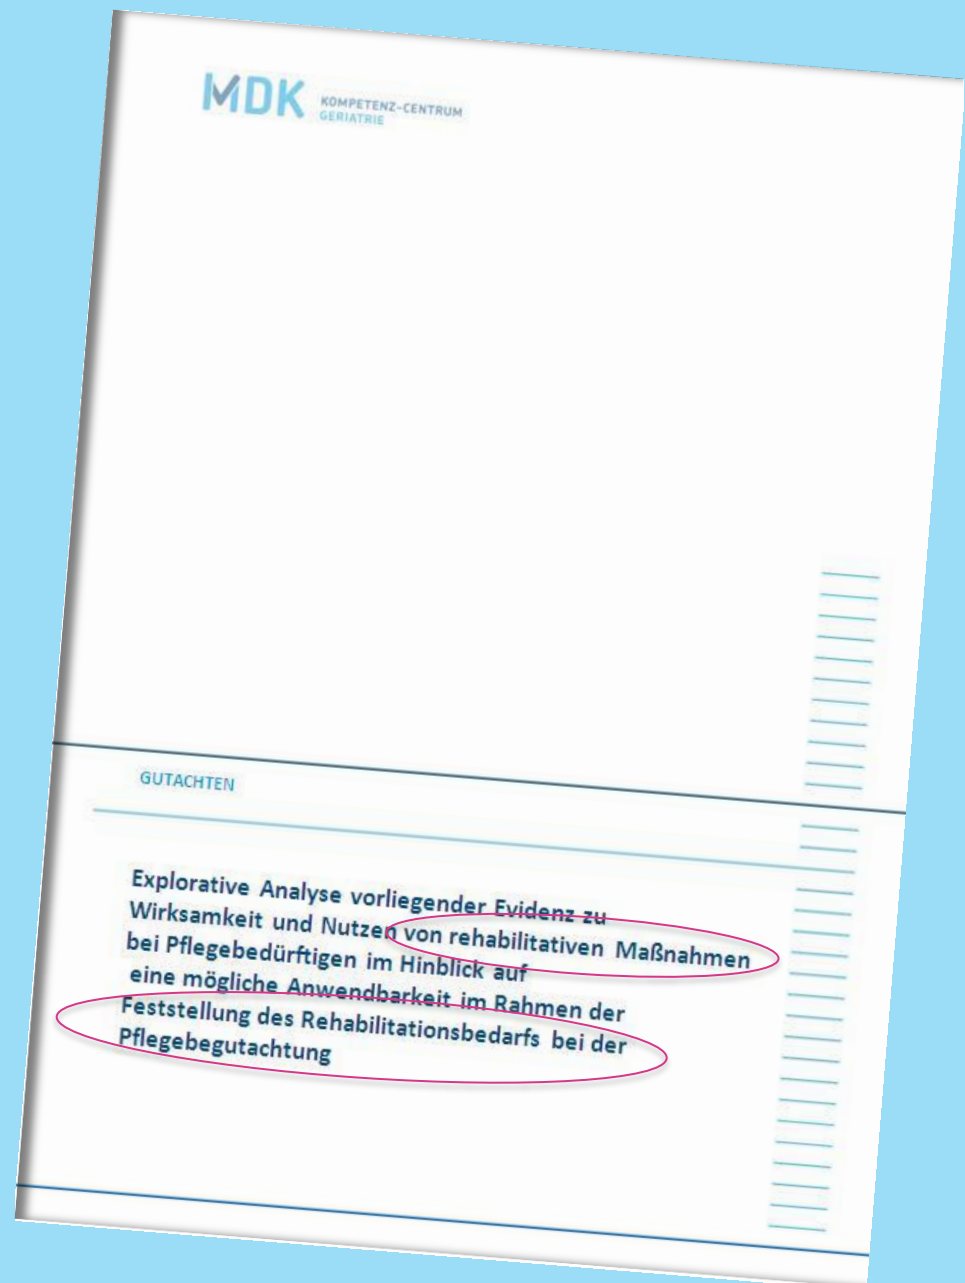 MDK KOMPETENZ-CENTRUM
GERIATRIE
GUTACHTEN
Explorative Analyse vorliegender Evidenz zu
Wirksamkeit und Nutzen von rehabilitativen Maßnahmen
bei Pflegebedürftigen im Hinblick auf
eine mögliche Anwendbarkeit im Rahmen der
Feststellung des Rehabilitationsbedarfs bei der
Pflegebegutachtung